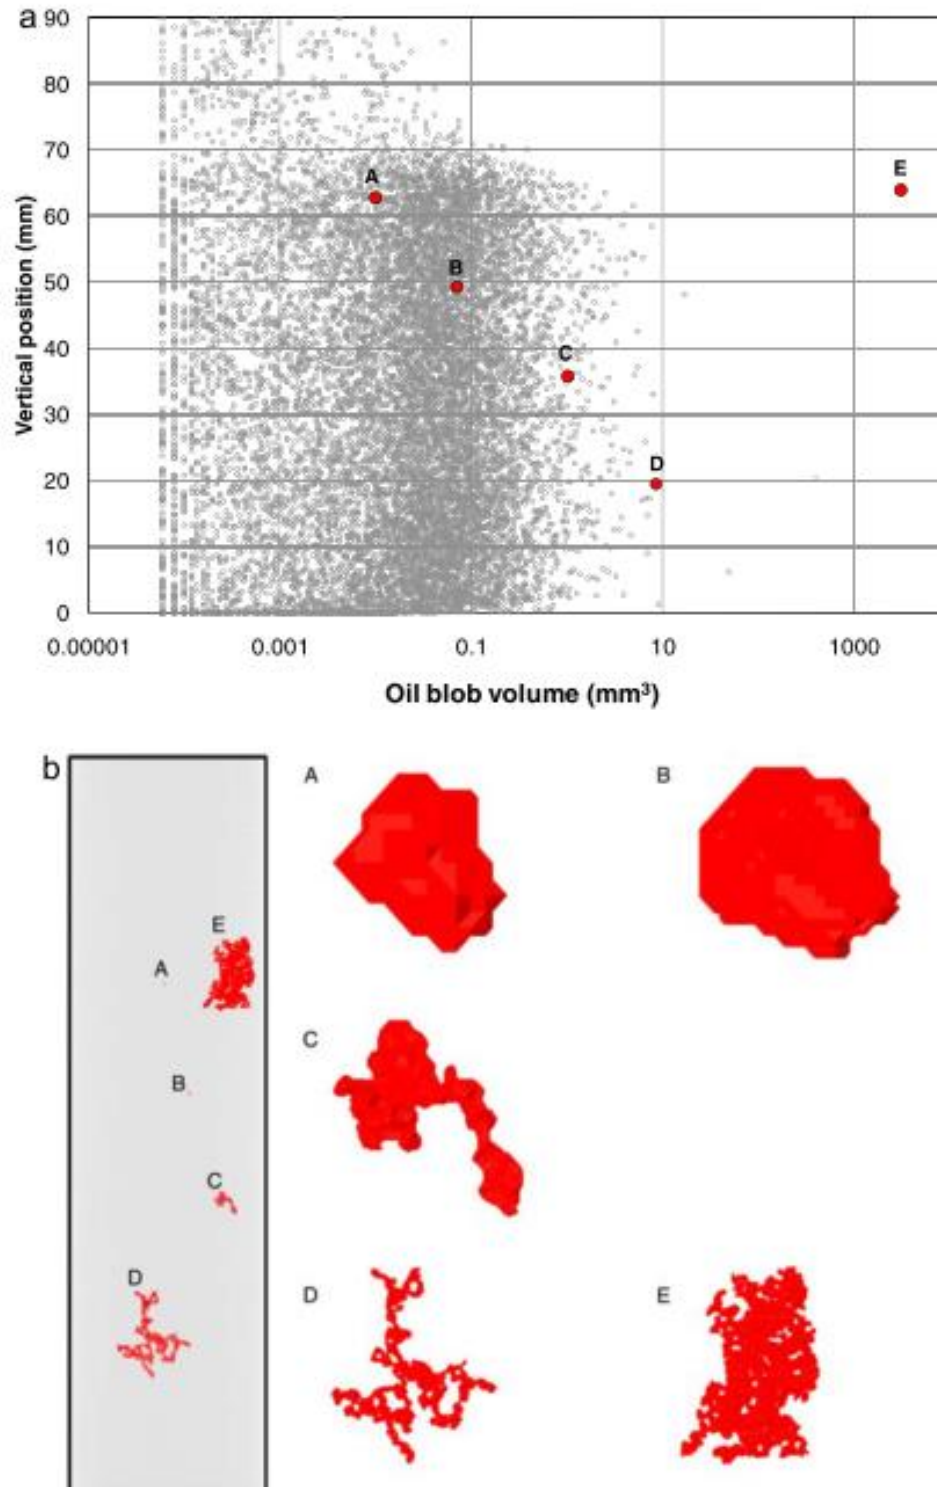 a
90
80
70
60
50
40
30
20
10
0
Vertical position (mm)
A
B
C
D
E
0.00001 0.001 0.1 10 1000
Oil blob volume (mm³)
b
E
A
B
C
D
A
B
C
D
E